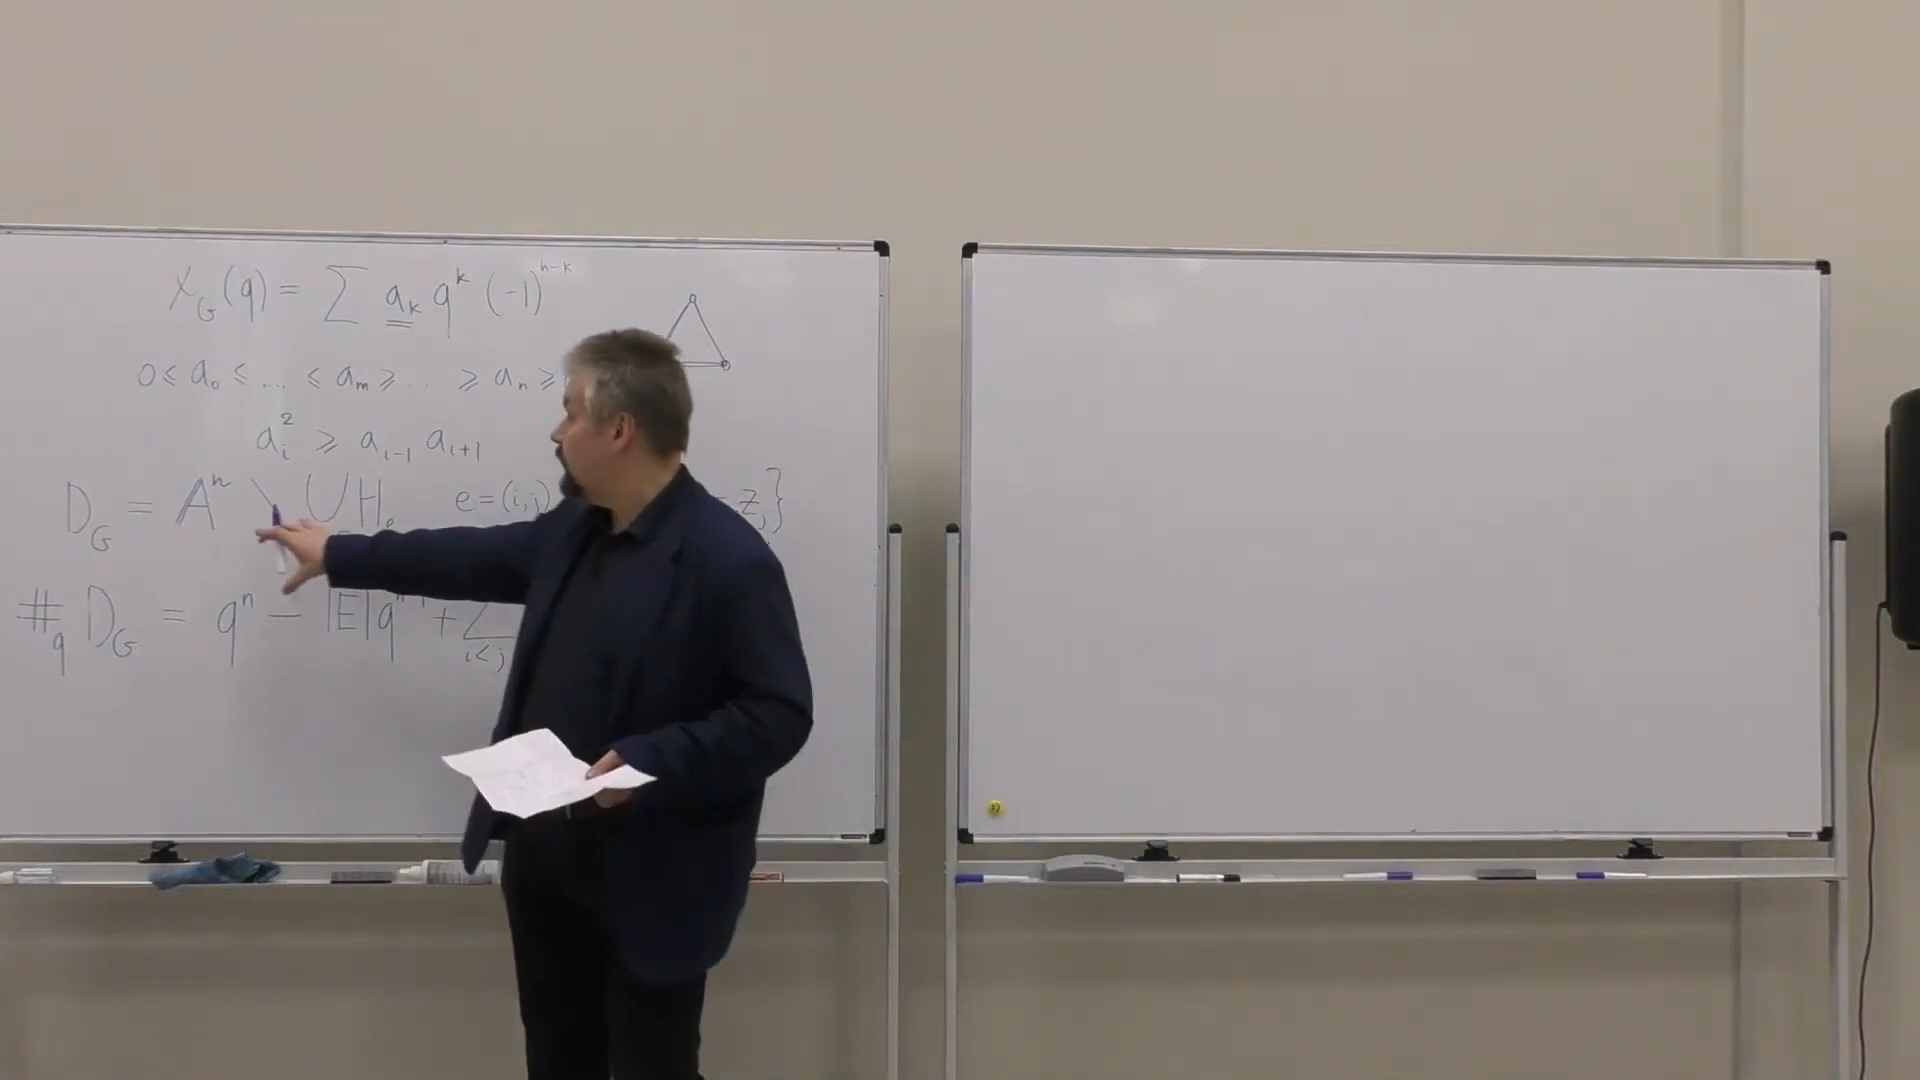 χ_G(q) = Σ a_k q^k (-1)^{n-k}
0 ≤ a_0 ≤ ... ≤ a_m ≥ ... ≥ a_n ≥
a_i^2 ≥ a_{i-1} a_{i+1}
D_G = A^n \ ∪ H_e e=(i,j) z_j}
#_q D_G = q^n - |E|q^{n-1} + Σ_{i<j}